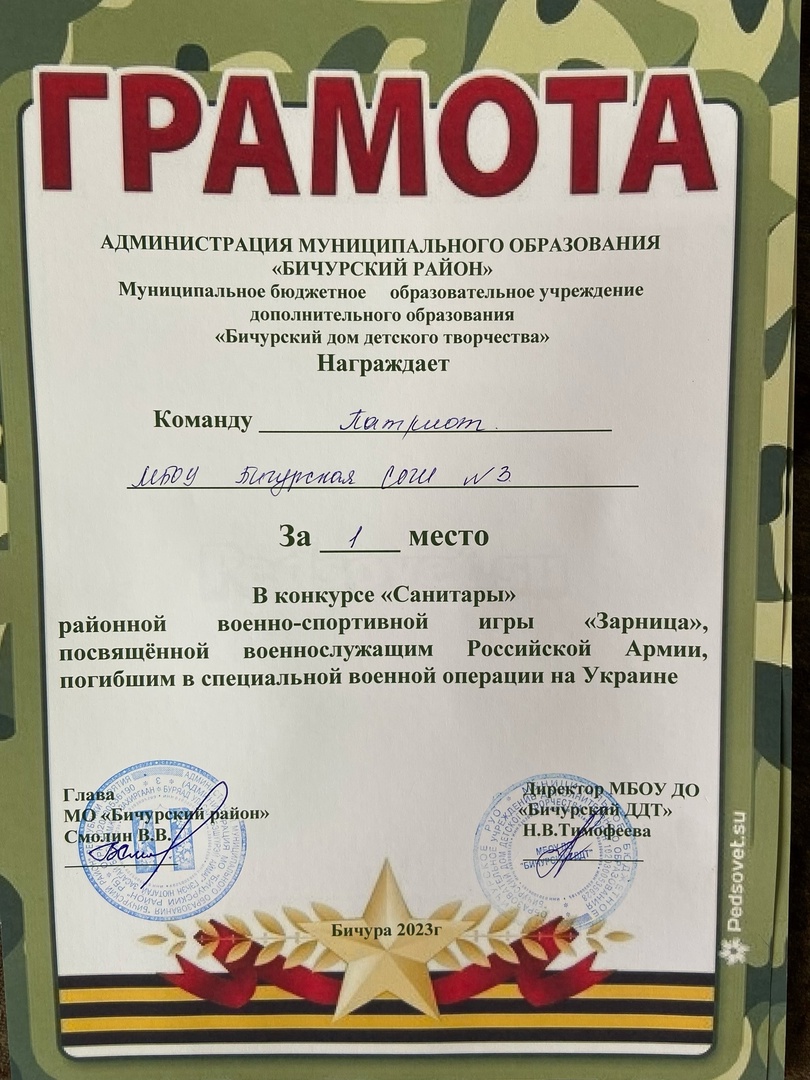 ГРАМОТА
АДМИНИСТРАЦИЯ МУНИЦИПАЛЬНОГО ОБРАЗОВАНИЯ
«БИЧУРСКИЙ РАЙОН»
Муниципальное бюджетное образовательное учреждение
дополнительного образования
«Бичурский дом детского творчества»
Награждает
Команду Патриот.
МБОУ Бичурская СОШ №3
За 1 место
В конкурсе «Санитары»
районной военно-спортивной игры «Зарница»,
посвящённой военнослужащим Российской Армии,
погибшим в специальной военной операции на Украине
Глава
МО «Бичурский район»
Смолин В.В.
Директор МБОУ ДО
«Бичурский ДДТ»
Н.В.Тимофеева
Бичура 2023г
Pedsovet.su